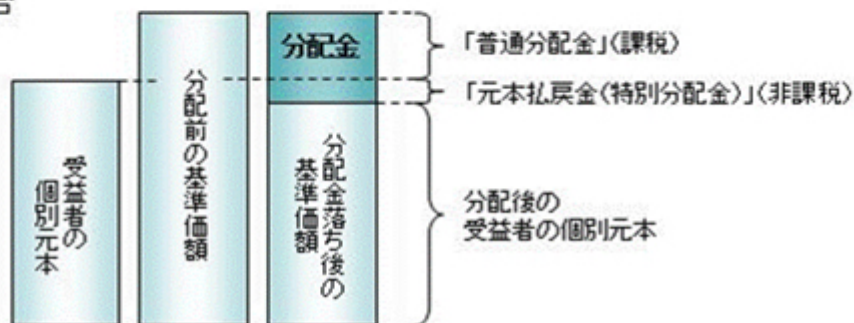 分配金
「普通分配金」(課税)
「元本払戻金(特別分配金)」(非課税)
受益者の
個別元本
分配前の基準価額
分配金落ち後の
基準価額
分配後の
受益者の個別元本